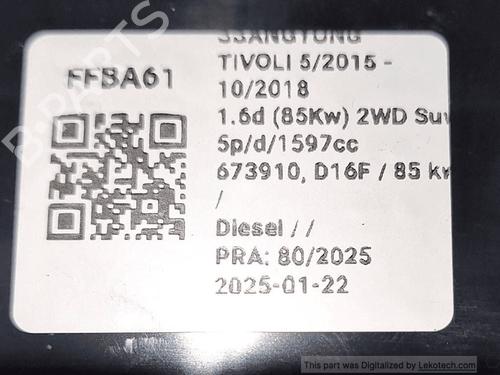 SSANGYONG
FFBA61
TIVOLI 5/2015 -
10/2018
1.6d (85Kw) 2WD Suv
5p/d/1597cc
673910, D16F / 85 kw
/
Diesel / /
PRA: 80/2025
2025-01-22
B-PARTS
This part was Digitalized by Lekotech.com